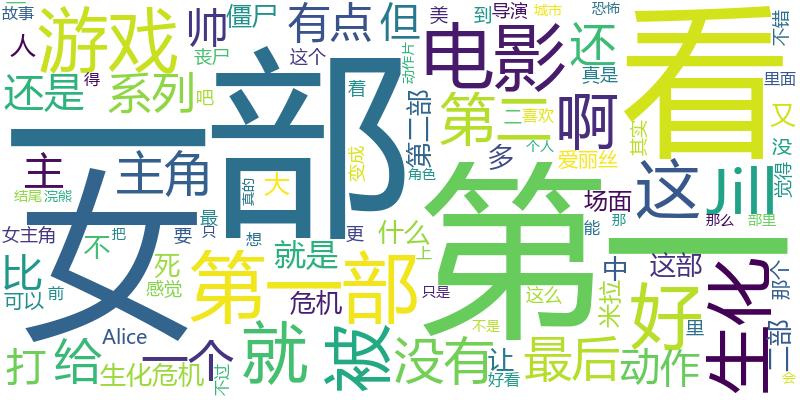 故事
人
游戏
帅
僵尸
丧尸
有点
这个
但
美
到
导演
城市
恐怖
不错
动作片
电影
还
真是
里面
看
还是
系列
得
吧
一部
着
第二部
第二
二
喜欢
啊
其实
又
没
觉得
主
主角
大
真的
变成
角色
多
个人
爱丽丝
这
Jill
结尾
浣熊
女
最
只
第一
场面
能
那
那么
部里
女主角
不
把
要
想
更
什么
上
死
感觉
就是
第一部
中
这部
生化
那个
比
可以
前
危机
只是
这么
米拉
里
好
二部
Alice
一个
就
被
没有
不是
让
好看
最后
动作
打
给
生化危机
不过
会